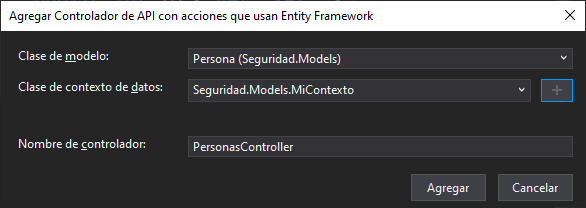 Agregar Controlador de API con acciones que usan Entity Framework
Clase de modelo: Persona (Seguridad.Models)
Clase de contexto de datos: Seguridad.Models.MiContexto
Nombre de controlador: PersonasController
Agregar Cancelar